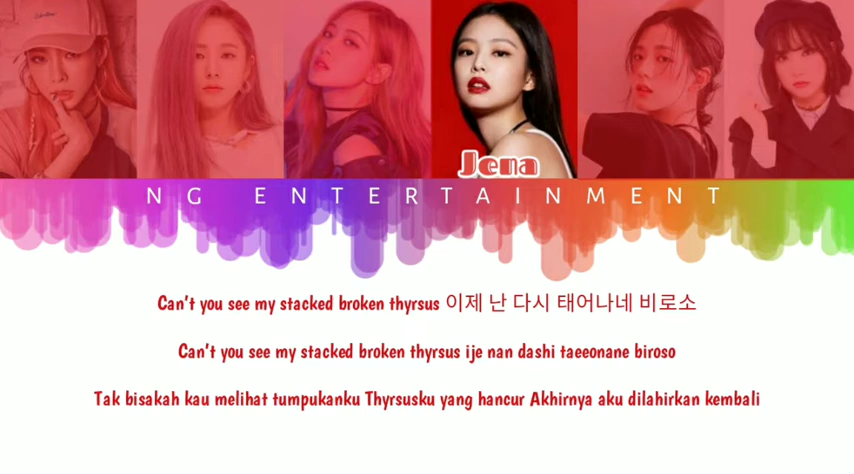 Jena
NG ENTERTAINMENT
Can't you see my stacked broken thyrsus 이제 난 다시 태어나네 비로소
Can't you see my stacked broken thyrsus ije nan dashi taeeonane biroso
Tak bisakah kau melihat tumpukanku Thyrsusku yang hancur Akhirnya aku dilahirkan kembali